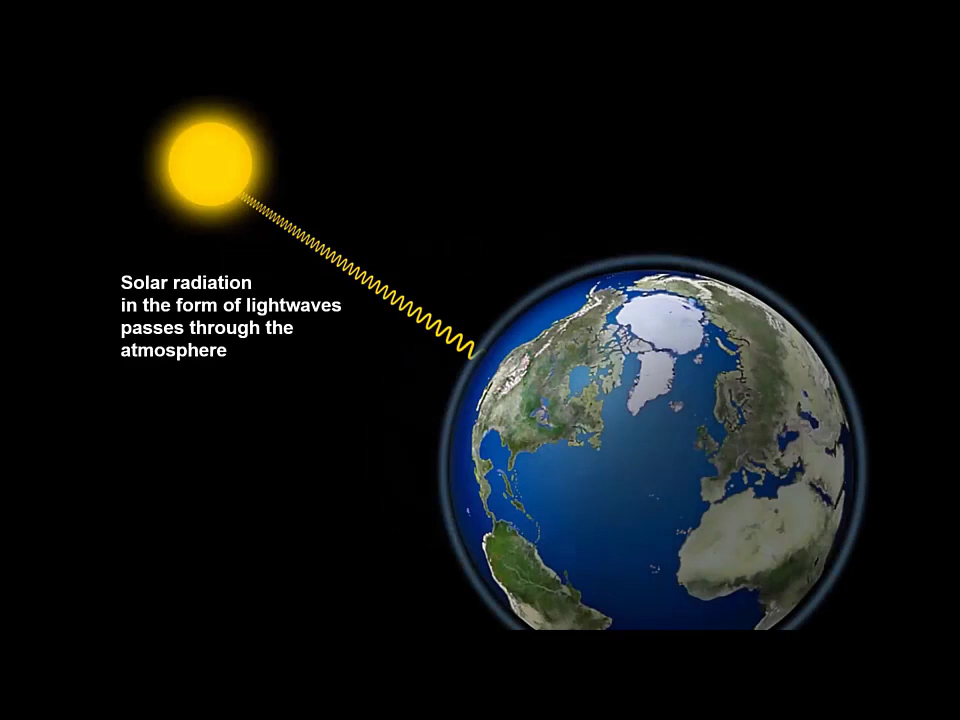 Solar radiation
in the form of lightwaves
passes through the
atmosphere